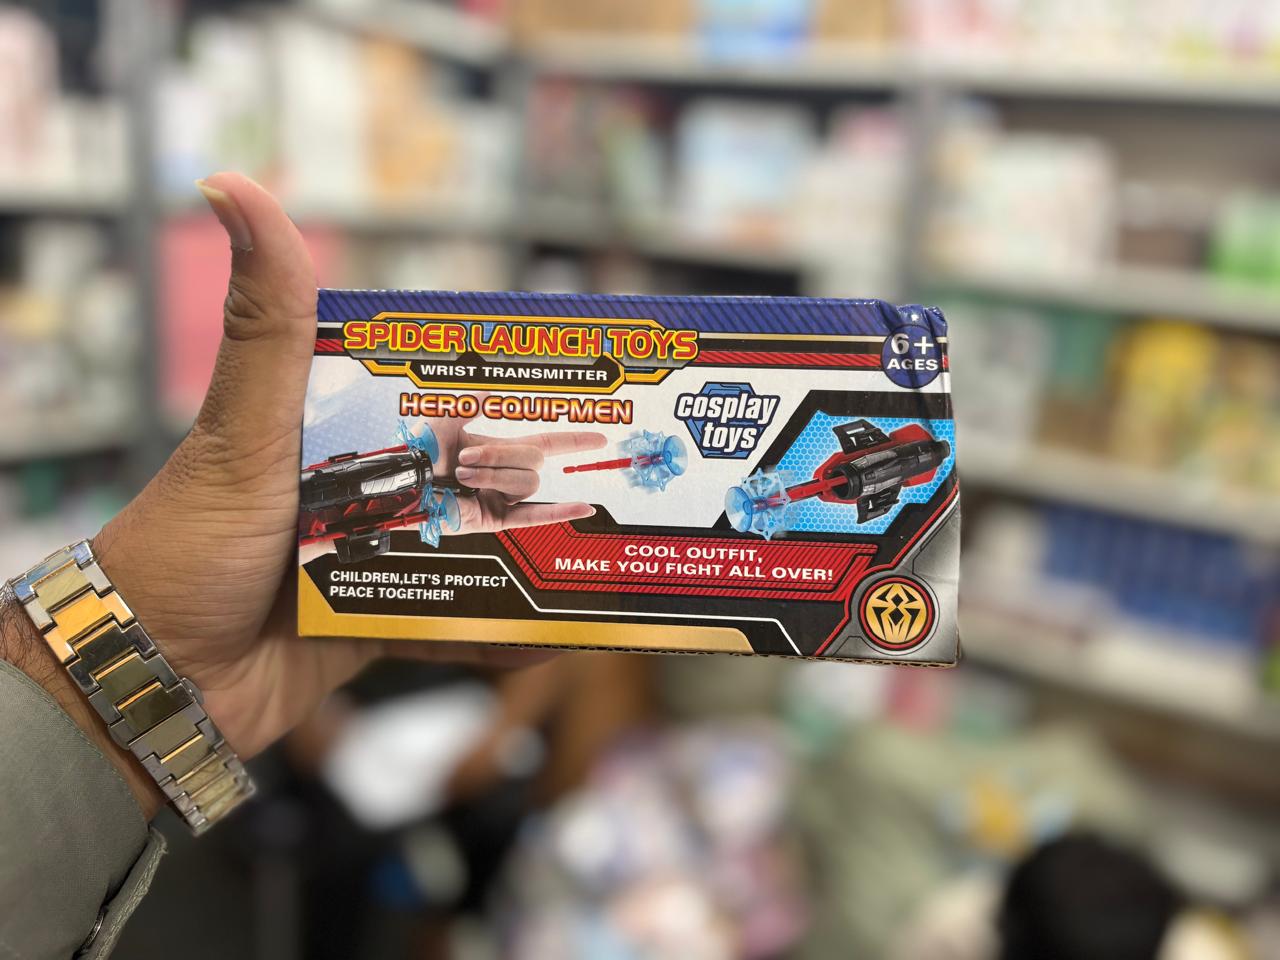 SPIDER LAUNCH TOYS
WRIST TRANSMITTER
HERO EQUIPMEN
6+
AGES
cosplay
toys
COOL OUTFIT,
MAKE YOU FIGHT ALL OVER!
CHILDREN,LET'S PROTECT
PEACE TOGETHER!